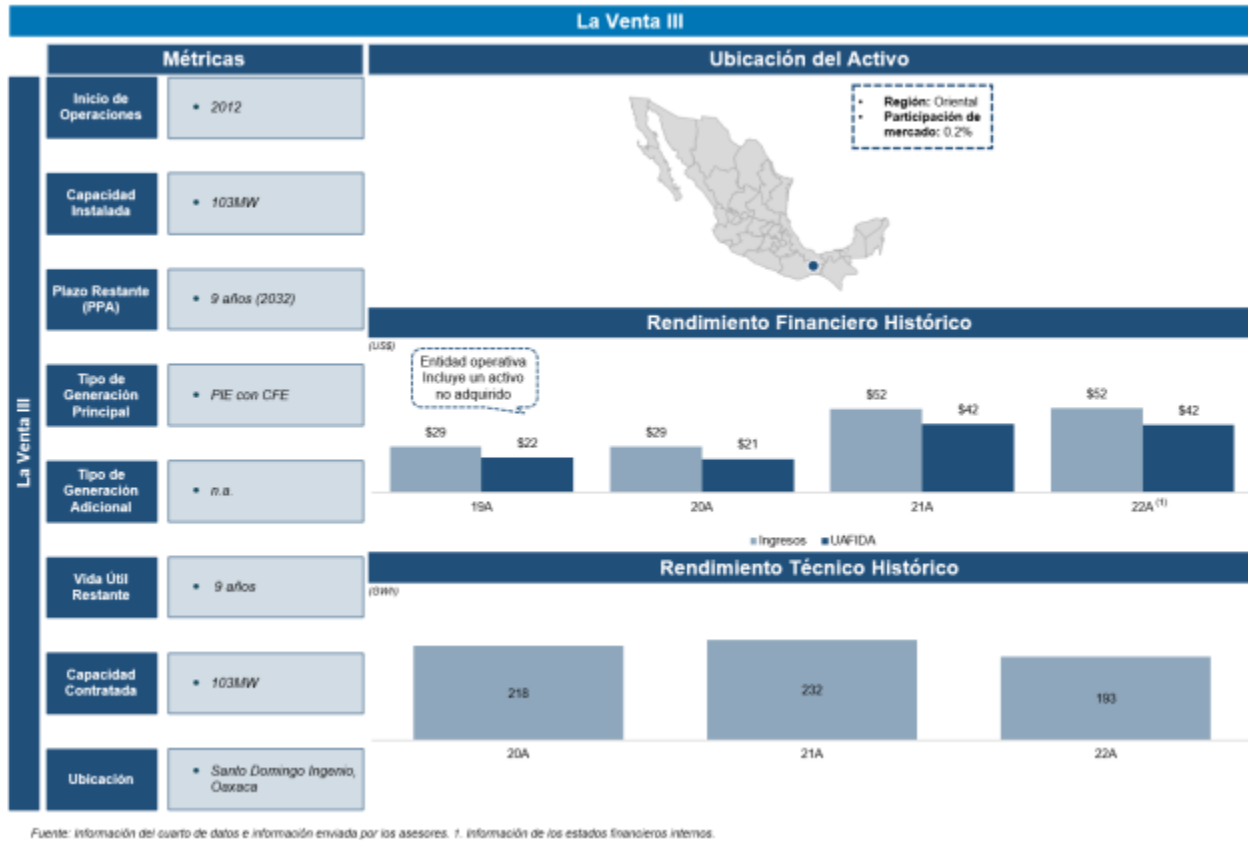 La Venta III
Métricas
Ubicación del Activo
La Venta III
Inicio de
Operaciones
• 2012
Capacidad
Instalada
• 103MW
Plazo Restante
(PPA)
• 9 años (2032)
Tipo de
Generación
Principal
• PIE con CFE
Tipo de
Generación
Adicional
• n.a.
Vida Útil
Restante
• 9 años
Capacidad
Contratada
• 103MW
Ubicación
• Santo Domingo Ingenio,
Oaxaca
• Región: Oriental
• Participación de
mercado: 0.2%
Rendimiento Financiero Histórico
(US$)
Entidad operativa
Incluye un activo
no adquirido
$29
$22
$29
$21
$52
$42
$52
$42
19A
20A
21A
22A (1)
Ingresos
UAFIDA
Rendimiento Técnico Histórico
(GWh)
218
232
193
20A
21A
22A
Fuente: Información del cuarto de datos e información enviada por los asesores. 1. Información de los estados financieros internos.